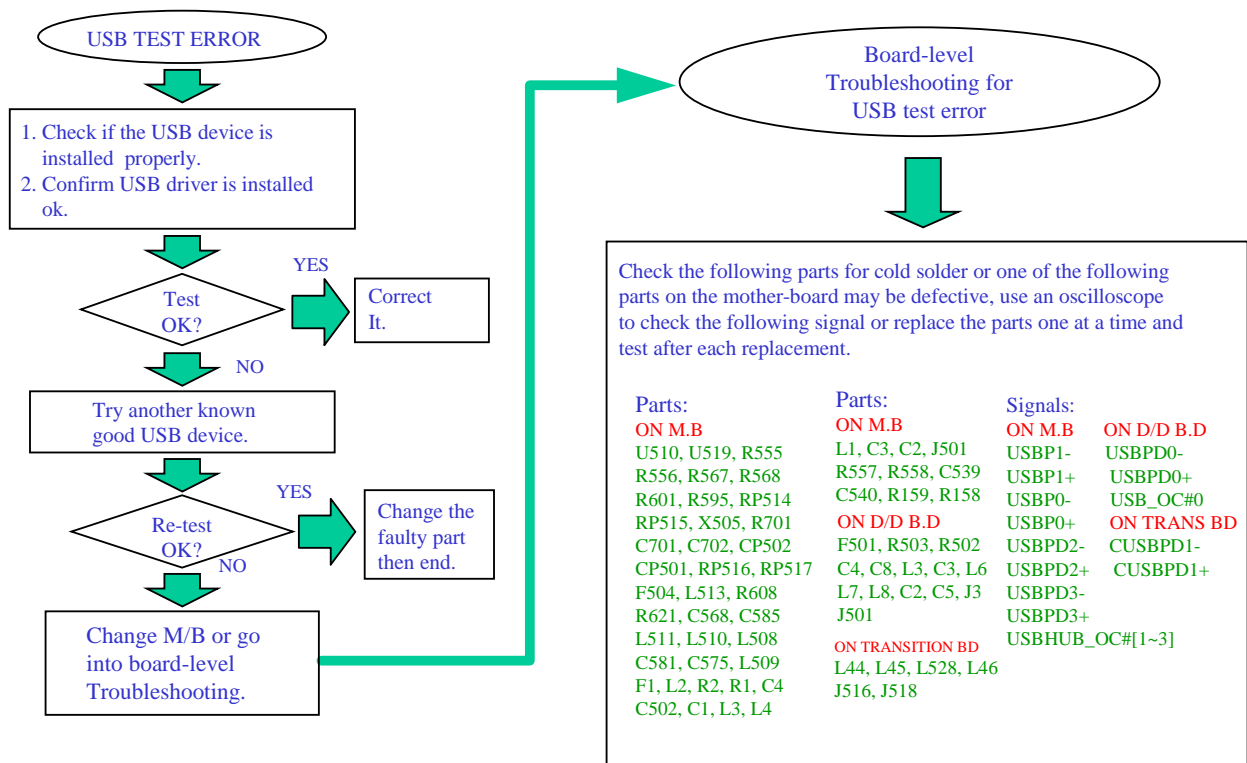 USB TEST ERROR
1. Check if the USB device is
installed properly.
2. Confirm USB driver is installed
ok.
Test
OK?
YES
Correct
It.
NO
Try another known
good USB device.
Re-test
OK?
YES
Change the
faulty part
then end.
NO
Change M/B or go
into board-level
Troubleshooting.
Board-level
Troubleshooting for
USB test error
Check the following parts for cold solder or one of the following
parts on the mother-board may be defective, use an oscilloscope
to check the following signal or replace the parts one at a time and
test after each replacement.
Parts:
ON M.B
U510, U519, R555
R556, R567, R568
R601, R595, RP514
RP515, X505, R701
C701, C702, CP502
CP501, RP516, RP517
F504, L513, R608
R621, C568, C585
L511, L510, L508
C581, C575, L509
F1, L2, R2, R1, C4
C502, C1, L3, L4
Parts:
ON M.B
L1, C3, C2, J501
R557, R558, C539
C540, R159, R158
ON D/D B.D
F501, R503, R502
C4, C8, L3, C3, L6
L7, L8, C2, C5, J3
J501
ON TRANSITION BD
L44, L45, L528, L46
J516, J518
Signals:
ON M.B
USBP1-
USBP1+
USBP0-
USBP0+
USBPD2-
USBPD2+
USBPD3-
USBPD3+
USBHUB_OC#[1~3]
ON D/D B.D
USBPD0-
USBPD0+
USB_OC#0
ON TRANS BD
CUSBPD1-
CUSBPD1+